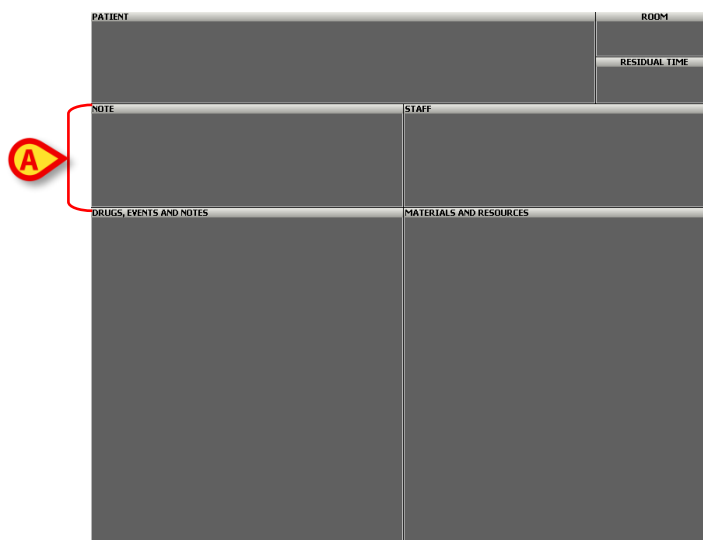 PATIENT
ROOM
RESIDUAL TIME
NOTE
STAFF
A
DRUGS, EVENTS AND NOTES
MATERIALS AND RESOURCES